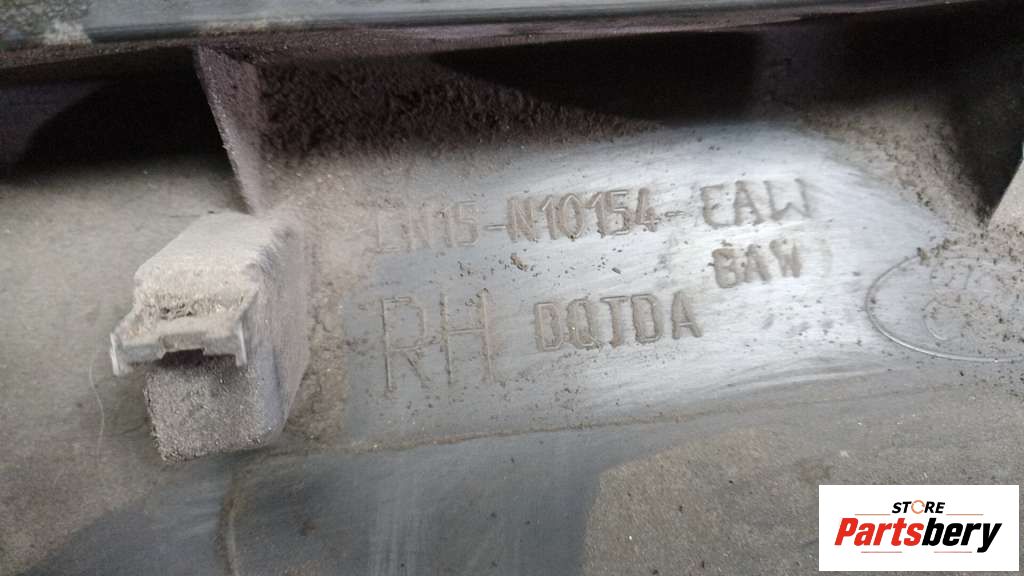 CN15-N10154-EAW
BAW
RH DQTDA
STORE
Partsbery